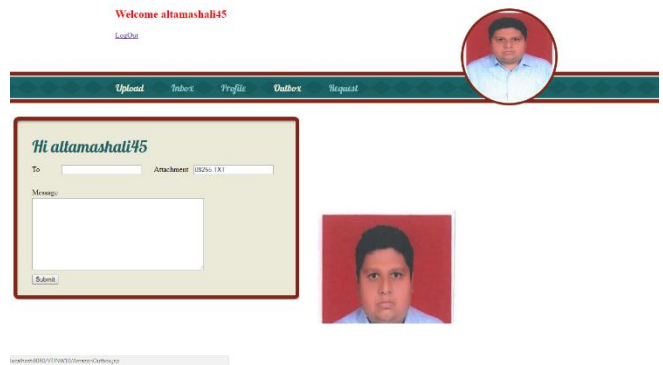 Welcome altamashali45
LogOut
Upload Inbox Profile Outbox Request
Hi altamashali45
To Attachment
Message
Submit